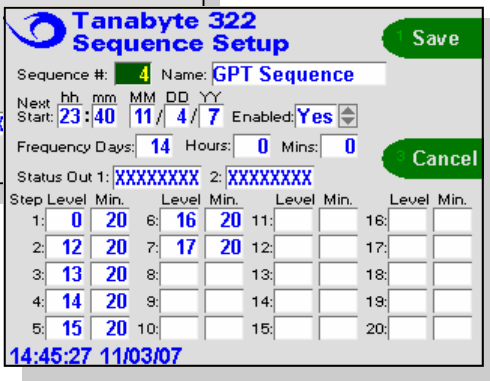 Tanabyte 322
Sequence Setup
1 Save
Sequence #: 4 Name: GPT Sequence
Next Start: hh 23 : mm 40 MM 11 / DD 4 / YY 7 Enabled: Yes
Frequency Days: 14 Hours: 0 Mins: 0
3 Cancel
Status Out 1: XXXXXXXX 2: XXXXXXXX
Step Level Min. Level Min. Level Min. Level Min.
1: 0 20 6: 16 20 11: 16:
2: 12 20 7: 17 20 12: 17:
3: 13 20 8: 13: 18:
4: 14 20 9: 14: 19:
5: 15 20 10: 15: 20:
14:45:27 11/03/07